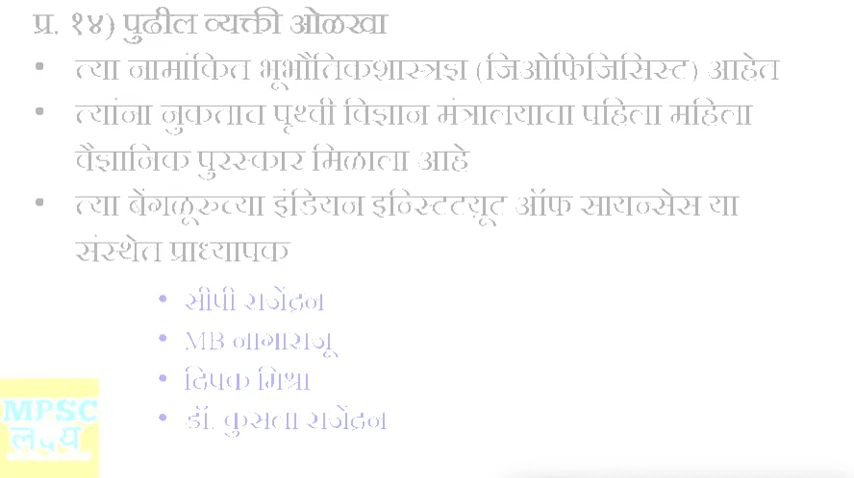 प्र. १४) पुढील व्यक्ती ओळखा
• त्या नामांकित भूभौतिकशास्त्रज्ञ (जिओफिजिसिस्ट) आहेत
• त्यांना नुकताच पृथ्वी विज्ञान मंत्रालयाचा पहिला महिला
वैज्ञानिक पुरस्कार मिळाला आहे
• त्या बेंगळूरुच्या इंडियन इन्स्टिटय़ूट ऑफ सायन्सेस या
संस्थेत प्राध्यापक
• सीपी राजेंद्रन
• MB नागाराजू
• दिपक मिश्रा
• डॉ. कुसला राजेंद्रन
MPSC
लक्ष्य